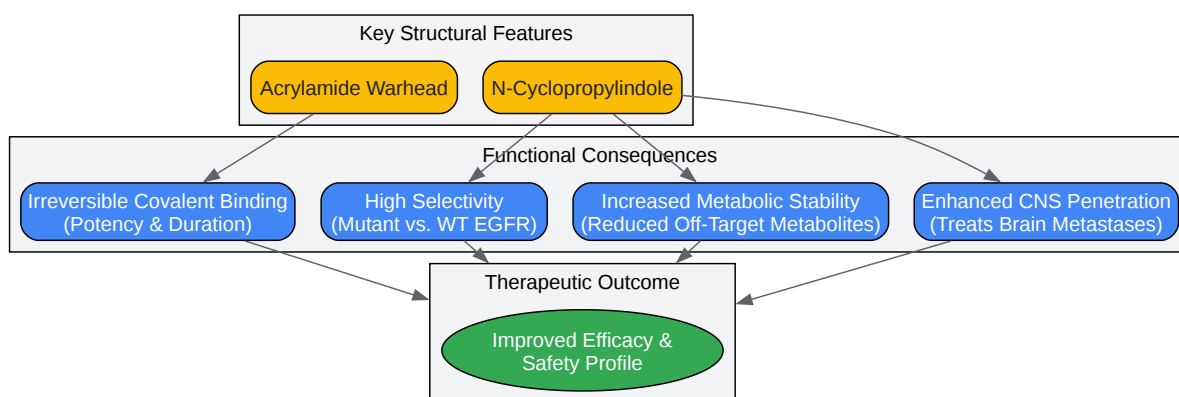 Key Structural Features
Acrylamide Warhead
N-Cyclopropylindole
Functional Consequences
Irreversible Covalent Binding
(Potency & Duration)
High Selectivity
(Mutant vs. WT EGFR)
Increased Metabolic Stability
(Reduced Off-Target Metabolites)
Enhanced CNS Penetration
(Treats Brain Metastases)
Therapeutic Outcome
Improved Efficacy &
Safety Profile